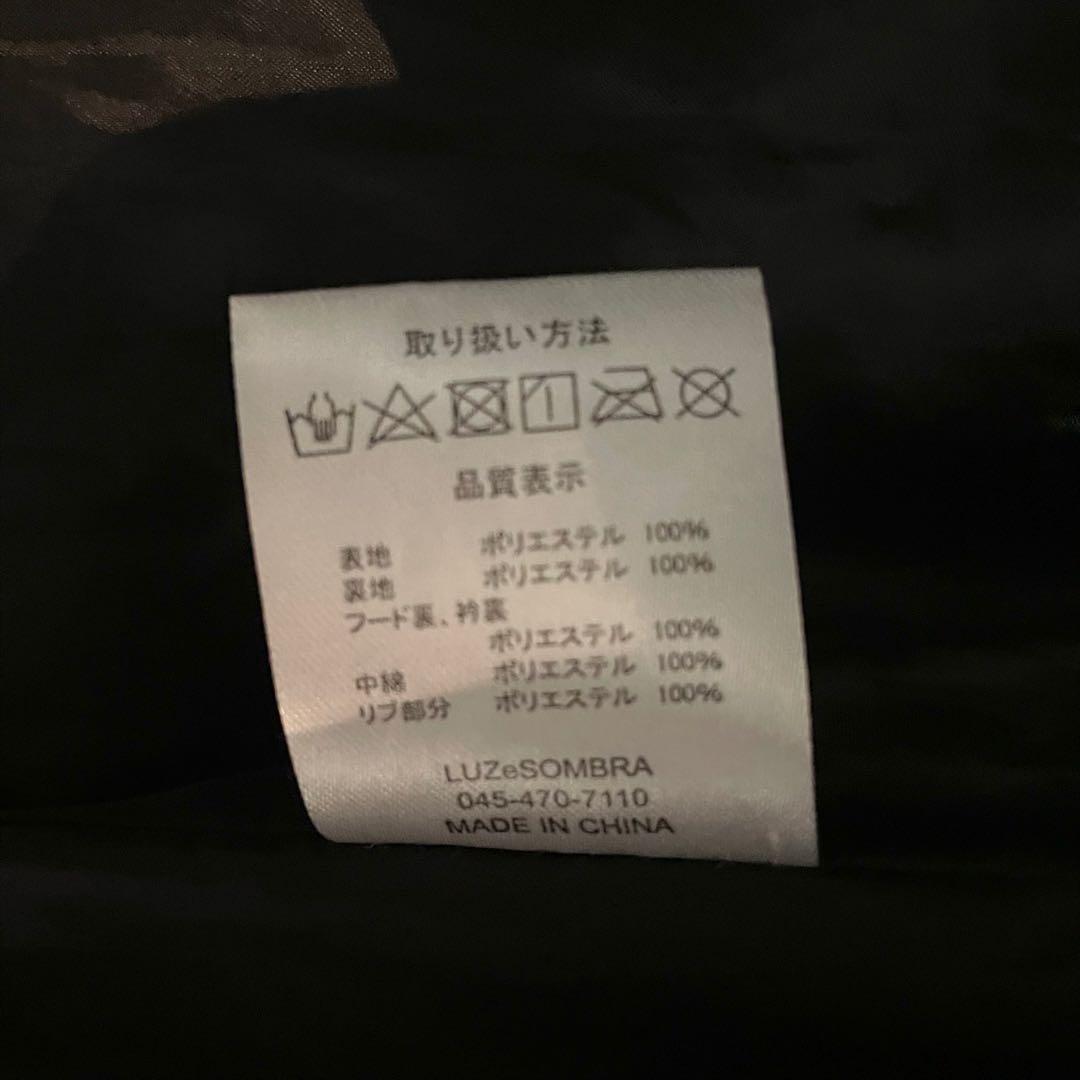 取り扱い方法
品質表示
表地 ポリエステル 100%
裏地 ポリエステル 100%
フード裏、衿裏
ポリエステル 100%
中綿 ポリエステル 100%
リブ部分 ポリエステル 100%
LUZeSOMBRA
045-470-7110
MADE IN CHINA